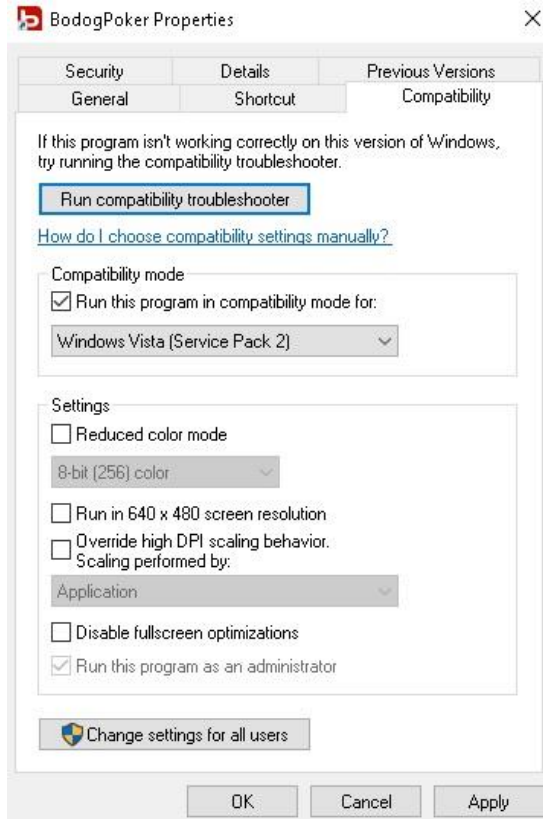 BodogPoker Properties
Security Details Previous Versions
General Shortcut Compatibility
If this program isn't working correctly on this version of Windows,
try running the compatibility troubleshooter.
Run compatibility troubleshooter
How do I choose compatibility settings manually?
Compatibility mode
Run this program in compatibility mode for:
Windows Vista (Service Pack 2)
Settings
Reduced color mode
8-bit (256) color
Run in 640 x 480 screen resolution
Override high DPI scaling behavior.
Scaling performed by:
Application
Disable fullscreen optimizations
Run this program as an administrator
Change settings for all users
OK Cancel Apply